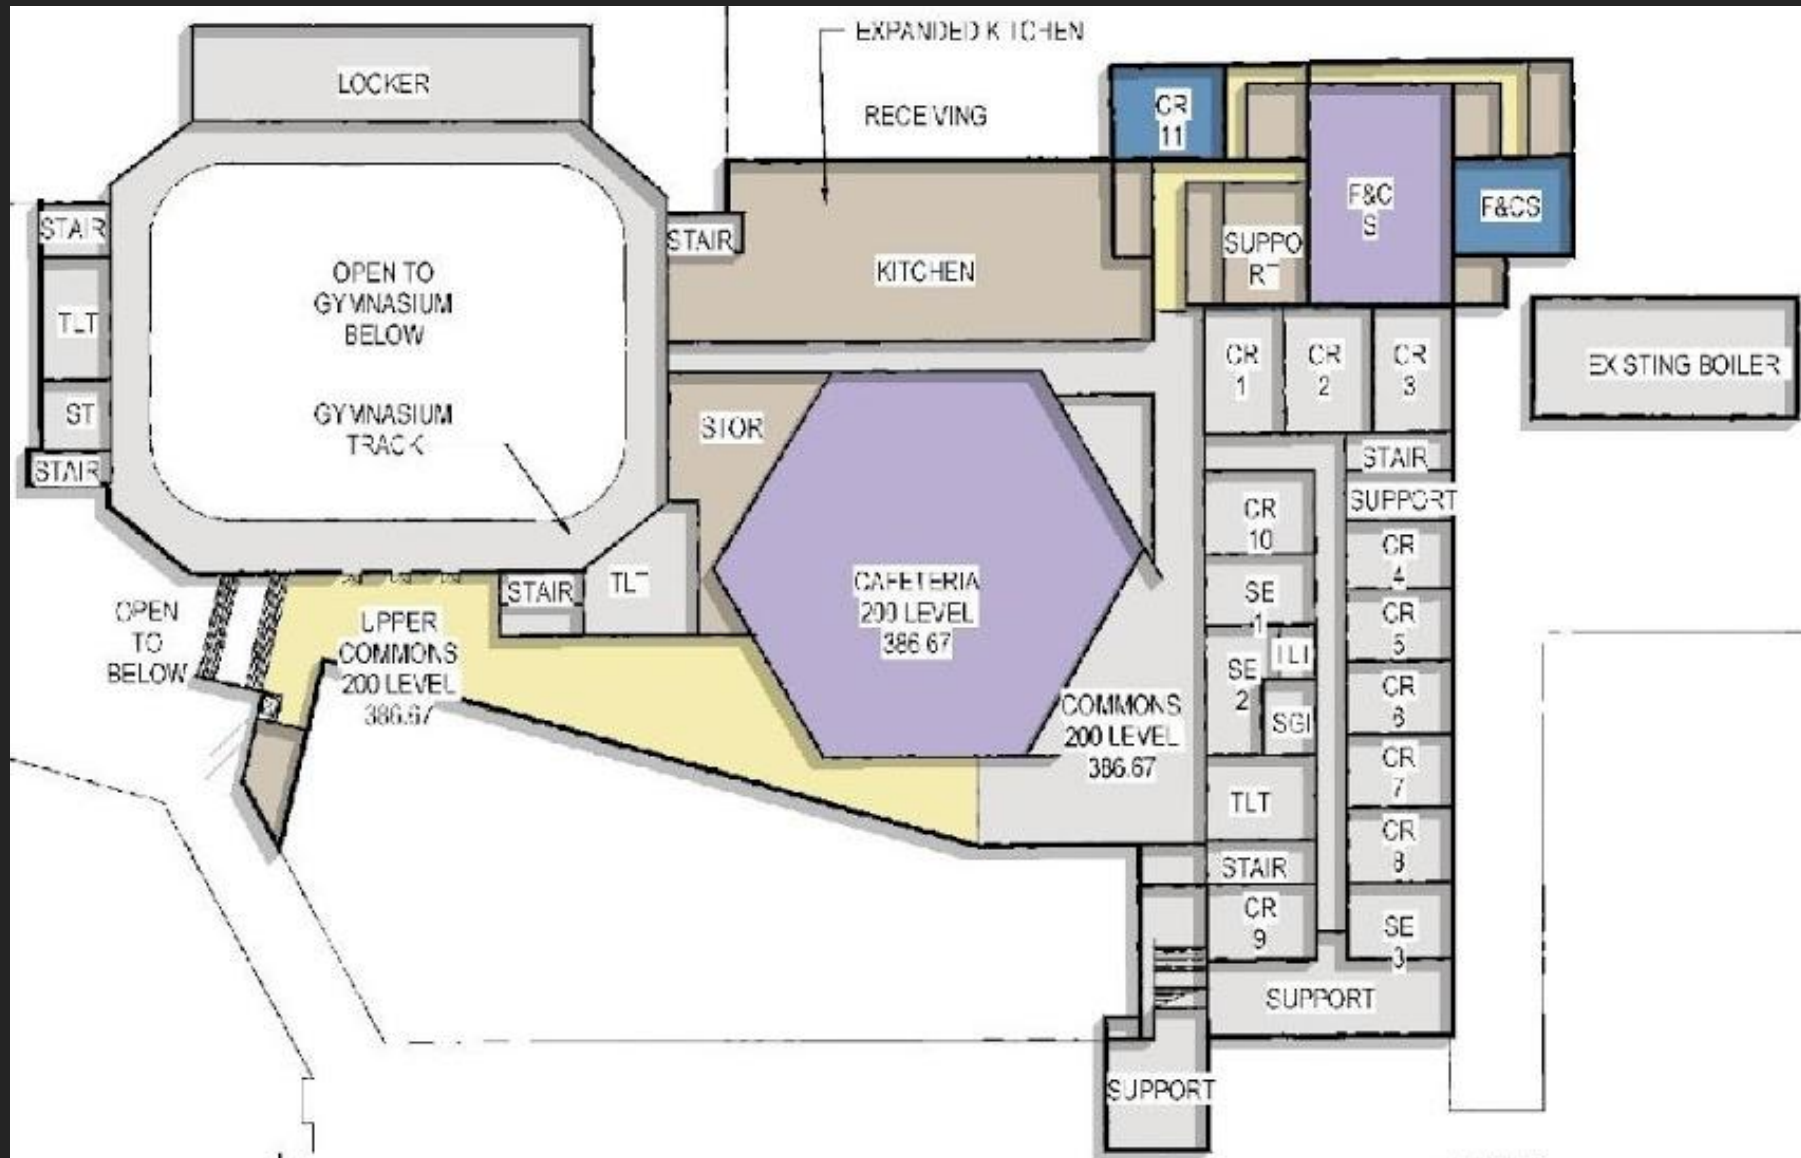 EXPANDED KITCHEN
LOCKER
RECEIVING
CR
11
STAIR
STAIR
F&C
S
F&CS
SUPPO
RT
OPEN TO
GYMNASIUM
BELOW
KITCHEN
TLT
CR
1
CR
2
CR
3
EXISTING BOILER
ST
GYMNASIUM
TRACK
STOR
STAIR
STAIR
SUPPORT
CR
10
CR
4
STAIR
TLT
CAFETERIA
200 LEVEL
386.67
SE
1
CR
5
OPEN
TO
BELOW
UPPER
COMMONS
200 LEVEL
386.67
TLT
SE
2
CR
6
COMMONS
200 LEVEL
386.67
SGI
CR
7
TLT
CR
8
STAIR
CR
9
SE
3
SUPPORT
SUPPORT